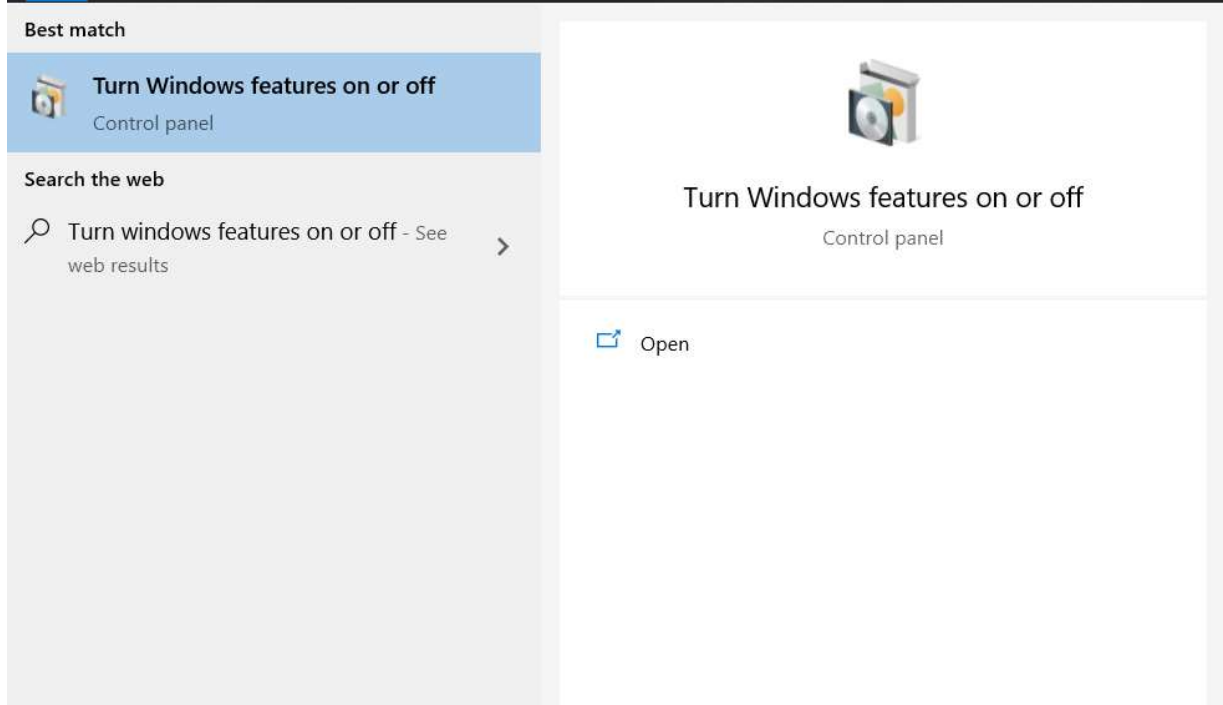 Best match
Turn Windows features on or off
Control panel
Search the web
Turn windows features on or off - See
web results
Turn Windows features on or off
Control panel
Open